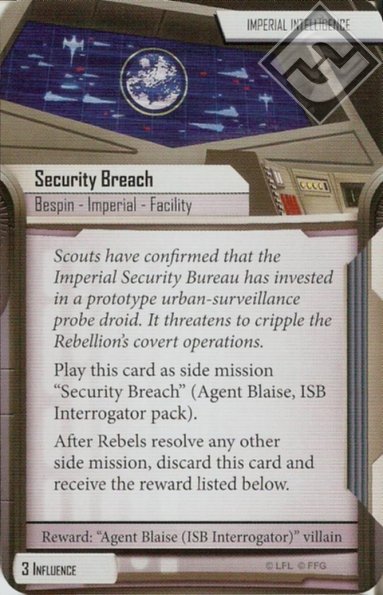 IMPERIAL INTELLIGENCE
Security Breach
Bespin - Imperial - Facility
Scouts have confirmed that the
Imperial Security Bureau has invested
in a prototype urban-surveillance
probe droid. It threatens to cripple the
Rebellion's covert operations.
Play this card as side mission
“Security Breach” (Agent Blaise, ISB
Interrogator pack).
After Rebels resolve any other
side mission, discard this card and
receive the reward listed below.
Reward: “Agent Blaise (ISB Interrogator)” villain
3 INFLUENCE
© LFL © FFG